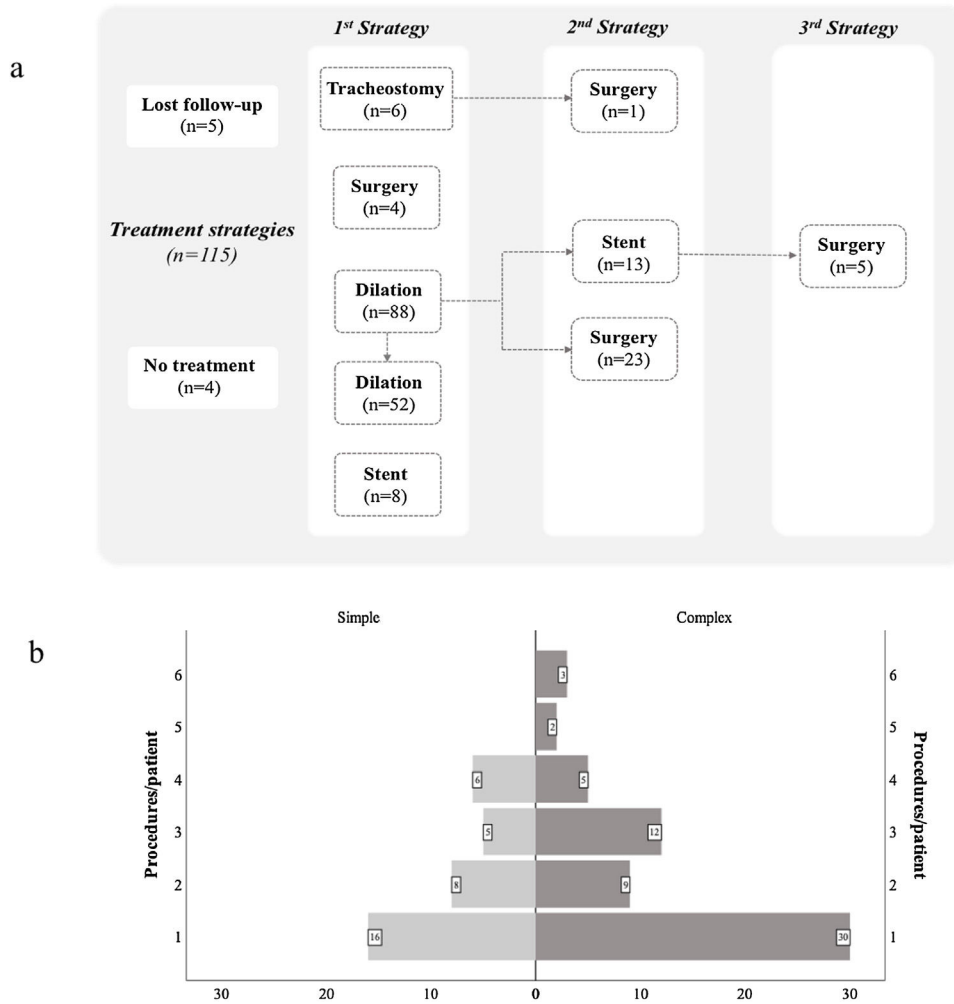 a
1st Strategy
2nd Strategy
3rd Strategy
Lost follow-up
(n=5)
Treatment strategies
(n=115)
No treatment
(n=4)
Tracheostomy
(n=6)
Surgery
(n=4)
Dilation
(n=88)
Dilation
(n=52)
Stent
(n=8)
Surgery
(n=1)
Stent
(n=13)
Surgery
(n=23)
Surgery
(n=5)
b
Simple
Complex
Procedures/patient
6
5
4
3
2
1
3
2
6
5
5
12
8
9
16
30
6
5
4
3
2
1
Procedures/patient
30
20
10
0
10
20
30